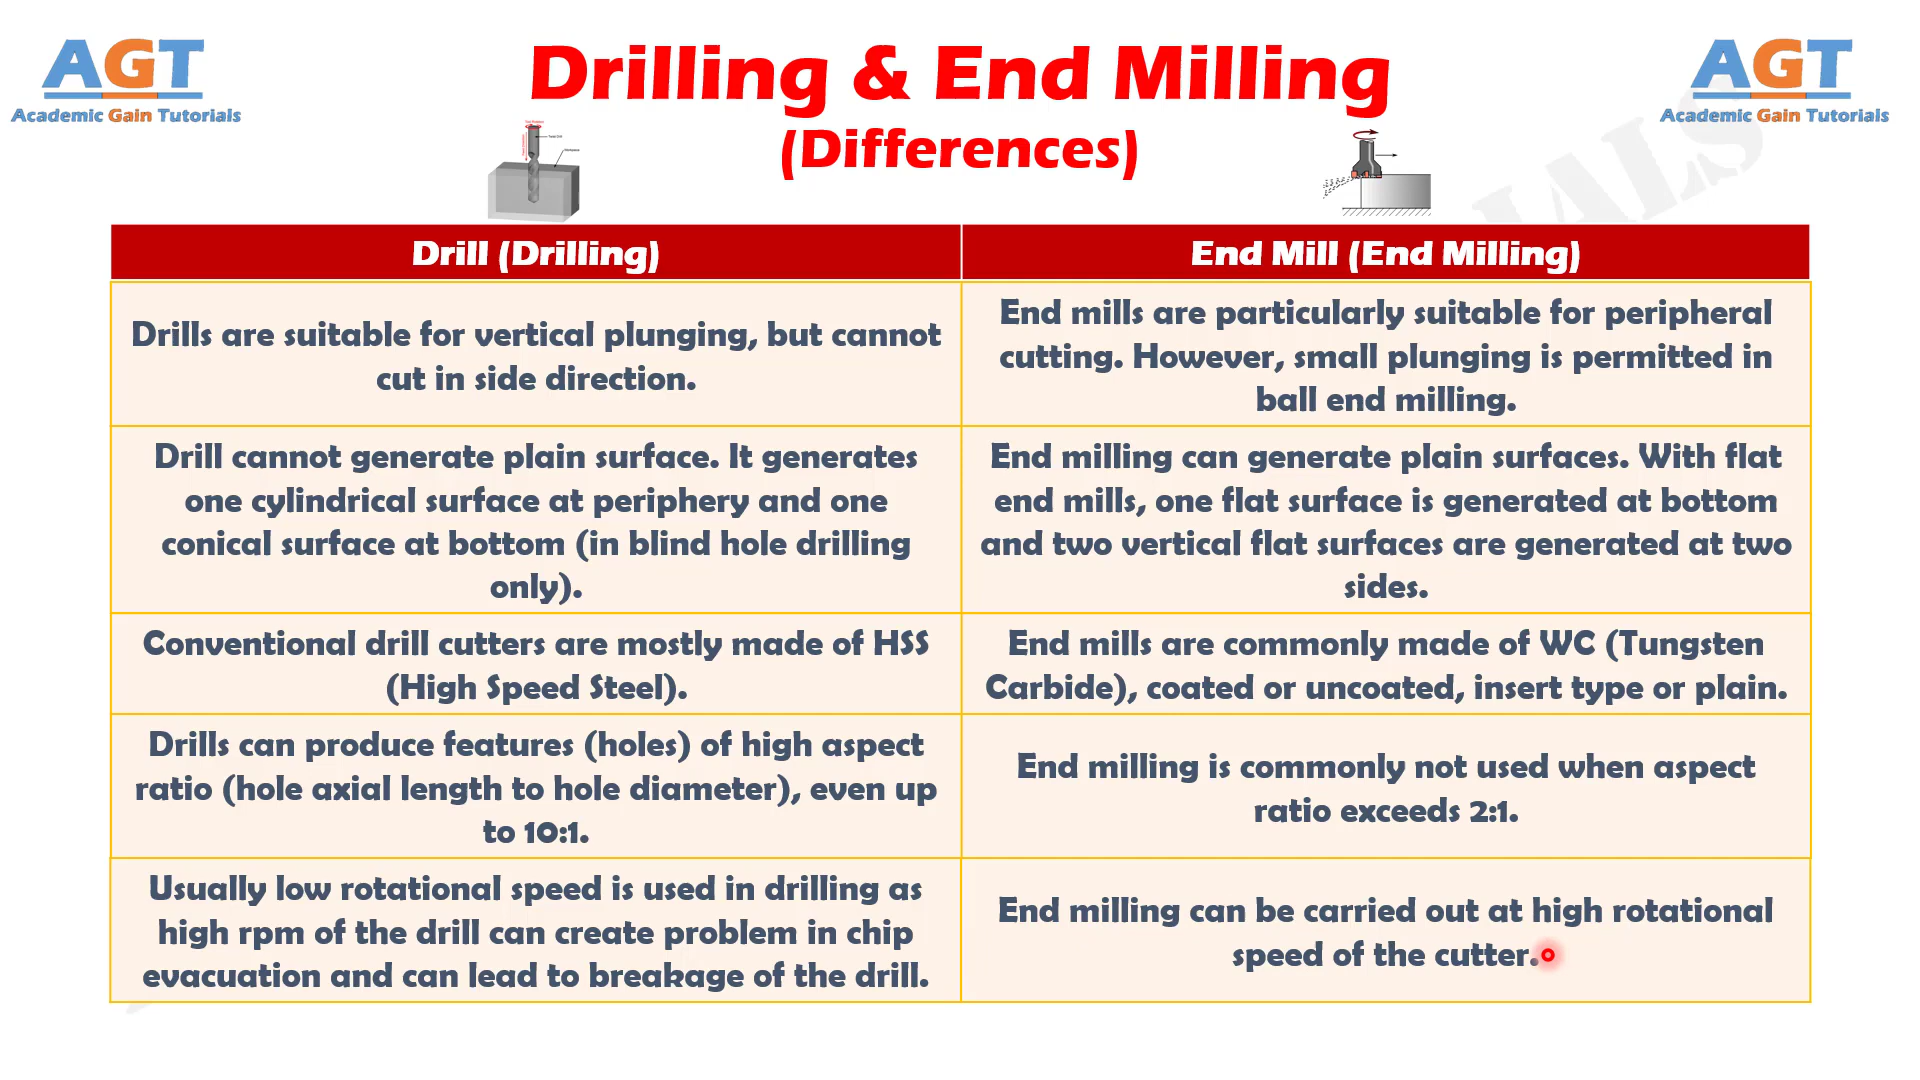 AGT
Academic Gain Tutorials
Drilling & End Milling
(Differences)
AGT
Academic Gain Tutorials
Drill (Drilling)
End Mill (End Milling)
Drills are suitable for vertical plunging, but cannot
cut in side direction.
End mills are particularly suitable for peripheral
cutting. However, small plunging is permitted in
ball end milling.
Drill cannot generate plain surface. It generates
one cylindrical surface at periphery and one
conical surface at bottom (in blind hole drilling
only).
End milling can generate plain surfaces. With flat
end mills, one flat surface is generated at bottom
and two vertical flat surfaces are generated at two
sides.
Conventional drill cutters are mostly made of HSS
(High Speed Steel).
End mills are commonly made of WC (Tungsten
Carbide), coated or uncoated, insert type or plain.
Drills can produce features (holes) of high aspect
ratio (hole axial length to hole diameter), even up
to 10:1.
End milling is commonly not used when aspect
ratio exceeds 2:1.
Usually low rotational speed is used in drilling as
high rpm of the drill can create problem in chip
evacuation and can lead to breakage of the drill.
End milling can be carried out at high rotational
speed of the cutter.